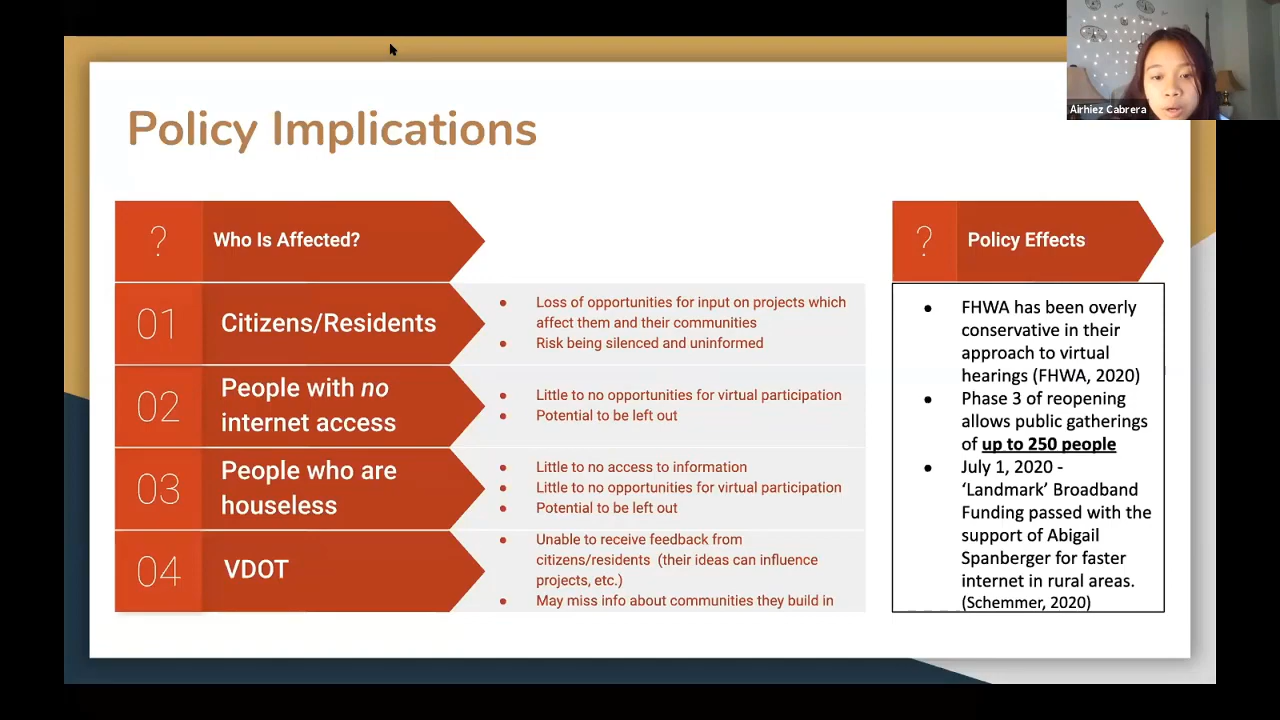 Airhiez Cabrera
Policy Implications
?
Who Is Affected?
01
Citizens/Residents
Loss of opportunities for input on projects which
affect them and their communities
Risk being silenced and uninformed
02
People with no
internet access
Little to no opportunities for virtual participation
Potential to be left out
03
People who are
houseless
Little to no access to information
Little to no opportunities for virtual participation
Potential to be left out
04
VDOT
Unable to receive feedback from
citizens/residents (their ideas can influence
projects, etc.)
May miss info about communities they build in
?
Policy Effects
FHWA has been overly
conservative in their
approach to virtual
hearings (FHWA, 2020)
Phase 3 of reopening
allows public gatherings
of up to 250 people
July 1, 2020 -
‘Landmark’ Broadband
Funding passed with the
support of Abigail
Spanberger for faster
internet in rural areas.
(Schemmer, 2020)